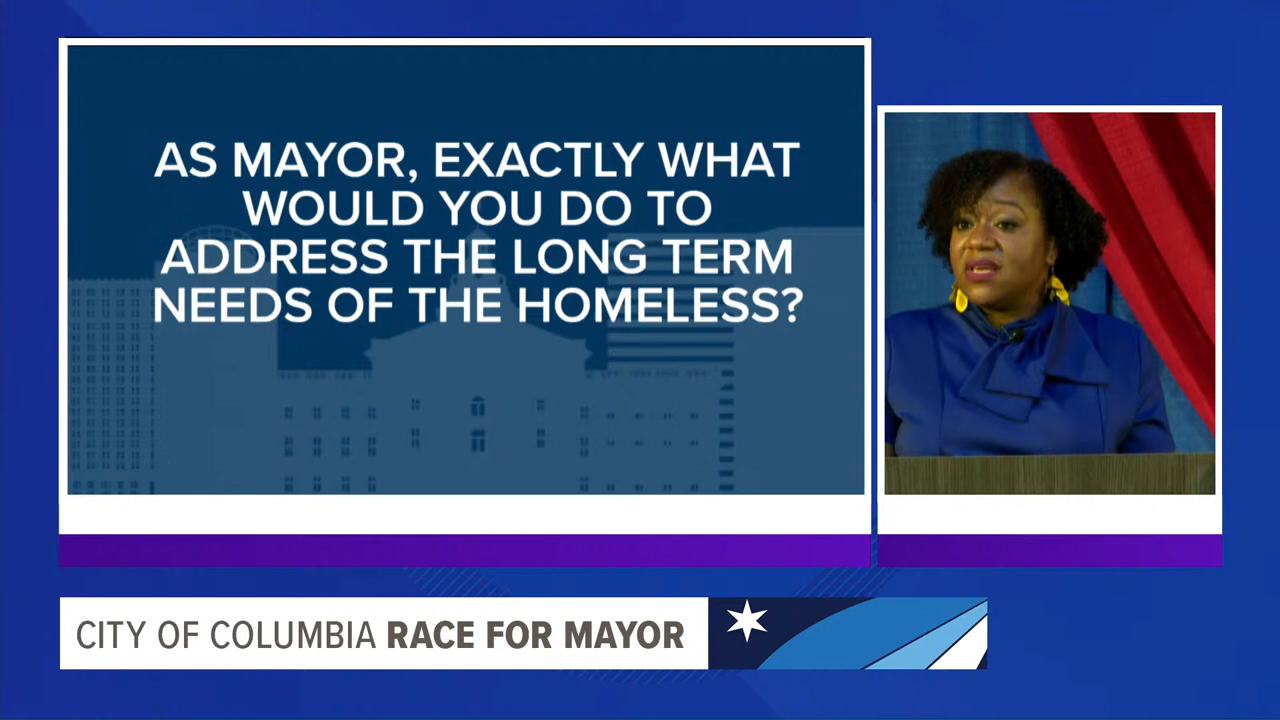 AS MAYOR, EXACTLY WHAT
WOULD YOU DO TO
ADDRESS THE LONG TERM
NEEDS OF THE HOMELESS?
CITY OF COLUMBIA RACE FOR MAYOR